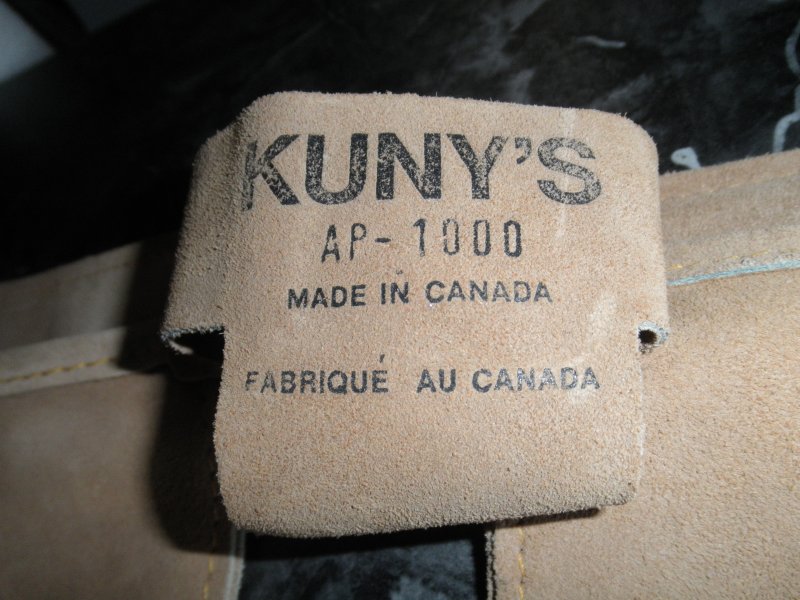 KUNY'S
AP-1000
MADE IN CANADA
FABRIQUÉ AU CANADA